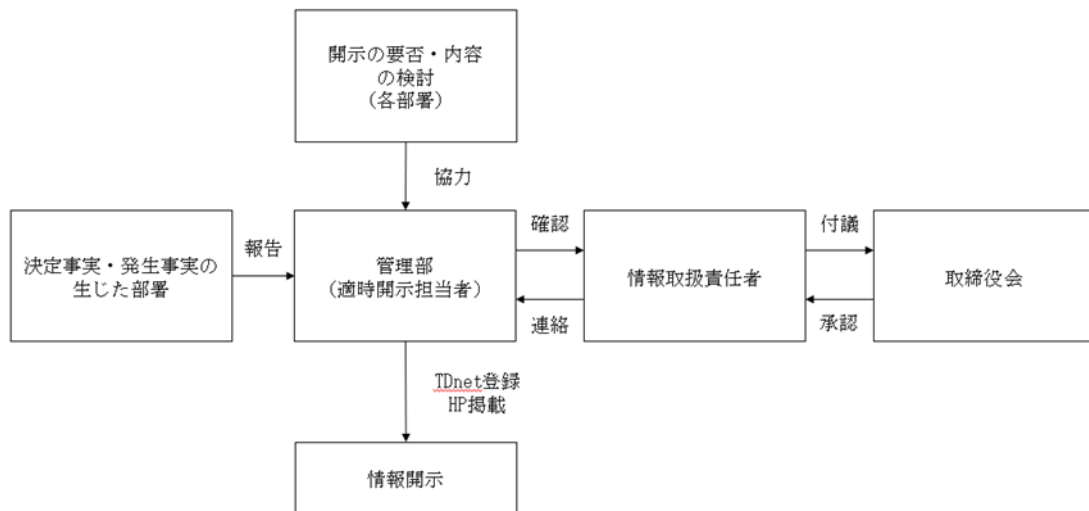 開示の要否・内容
の検討
（各部署）
協力
決定事実・発生事実の
生じた部署
報告
管理部
（適時開示担当者）
確認
連絡
情報取扱責任者
付議
承認
取締役会
TDnet登録
HP掲載
情報開示